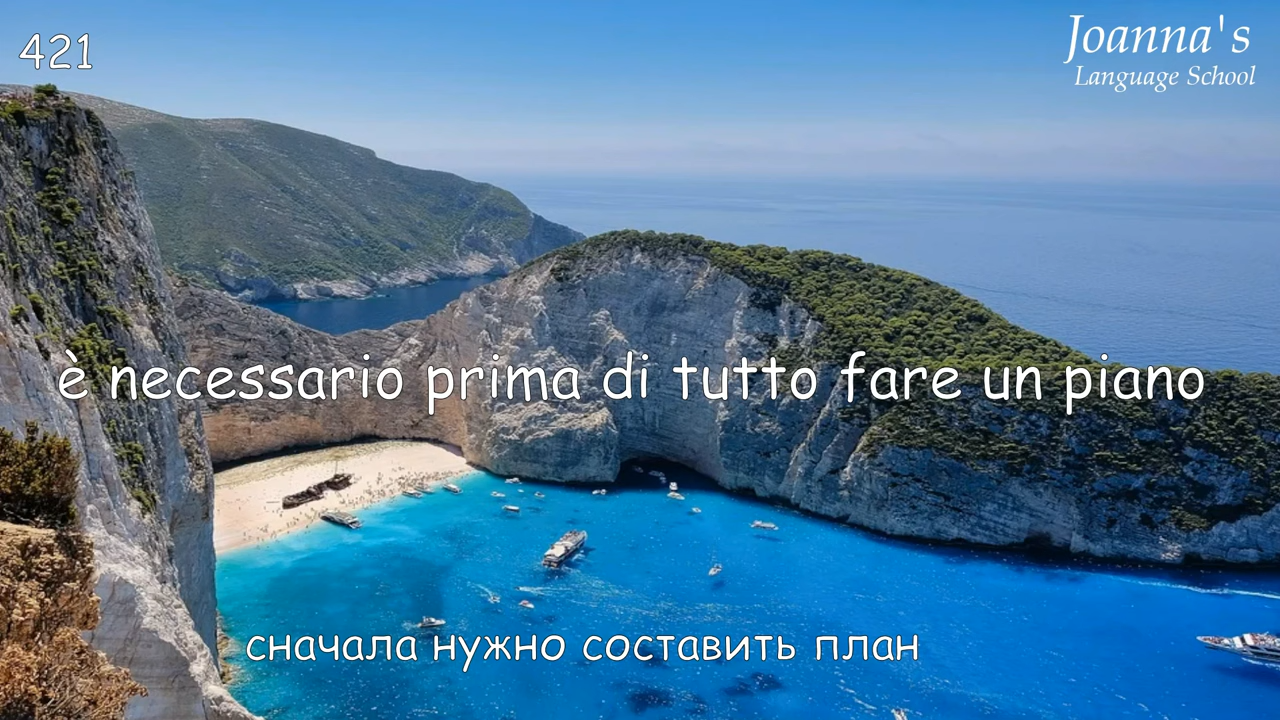 421
Joanna's
Language School
è necessario prima di tutto fare un piano
сначала нужно составить план